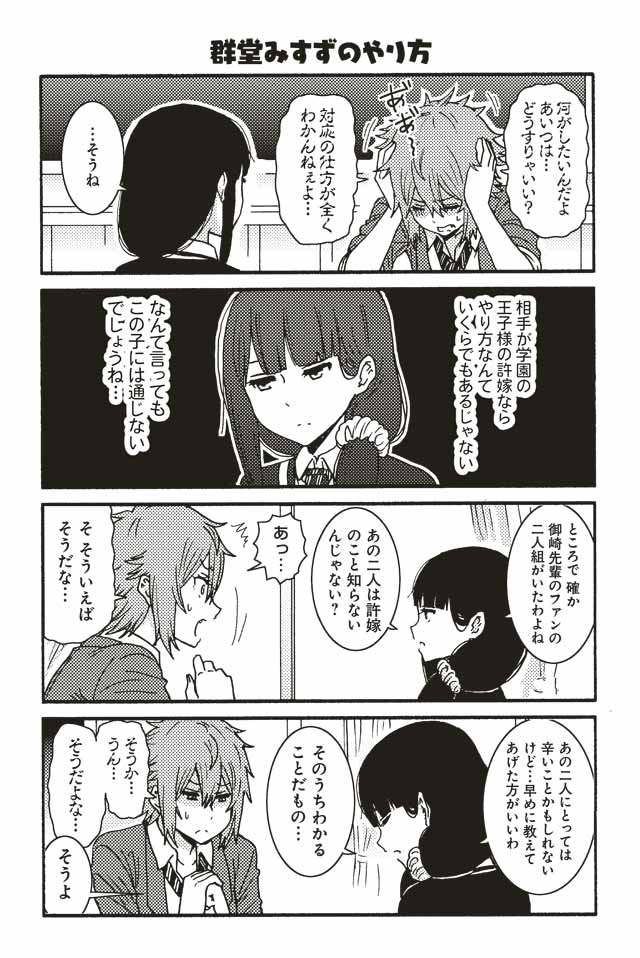 群堂みすずのやり方
何がしたいんだよ
あいつは…
どうすりゃいい?
あ゛あ゛〜
対応の仕方が全く
わかんねぇよ…
…そうね
相手が学園の
王子様の許嫁なら
やり方なんて
いくらでもあるじゃない
なんて言っても
この子には通じない
でしょうね…
ところで 確か
御崎先輩のファンの
二人組がいたわよね
あの二人は許嫁
のこと知らない
んじゃない?
あっ…
そ そういえば
そうだな…
あの二人にとっては
辛いことかもしれない
けど…早めに教えて
あげた方がいいわ
そのうちわかる
ことだもの…
そうか…
うん…
そうだよな…
そうよ